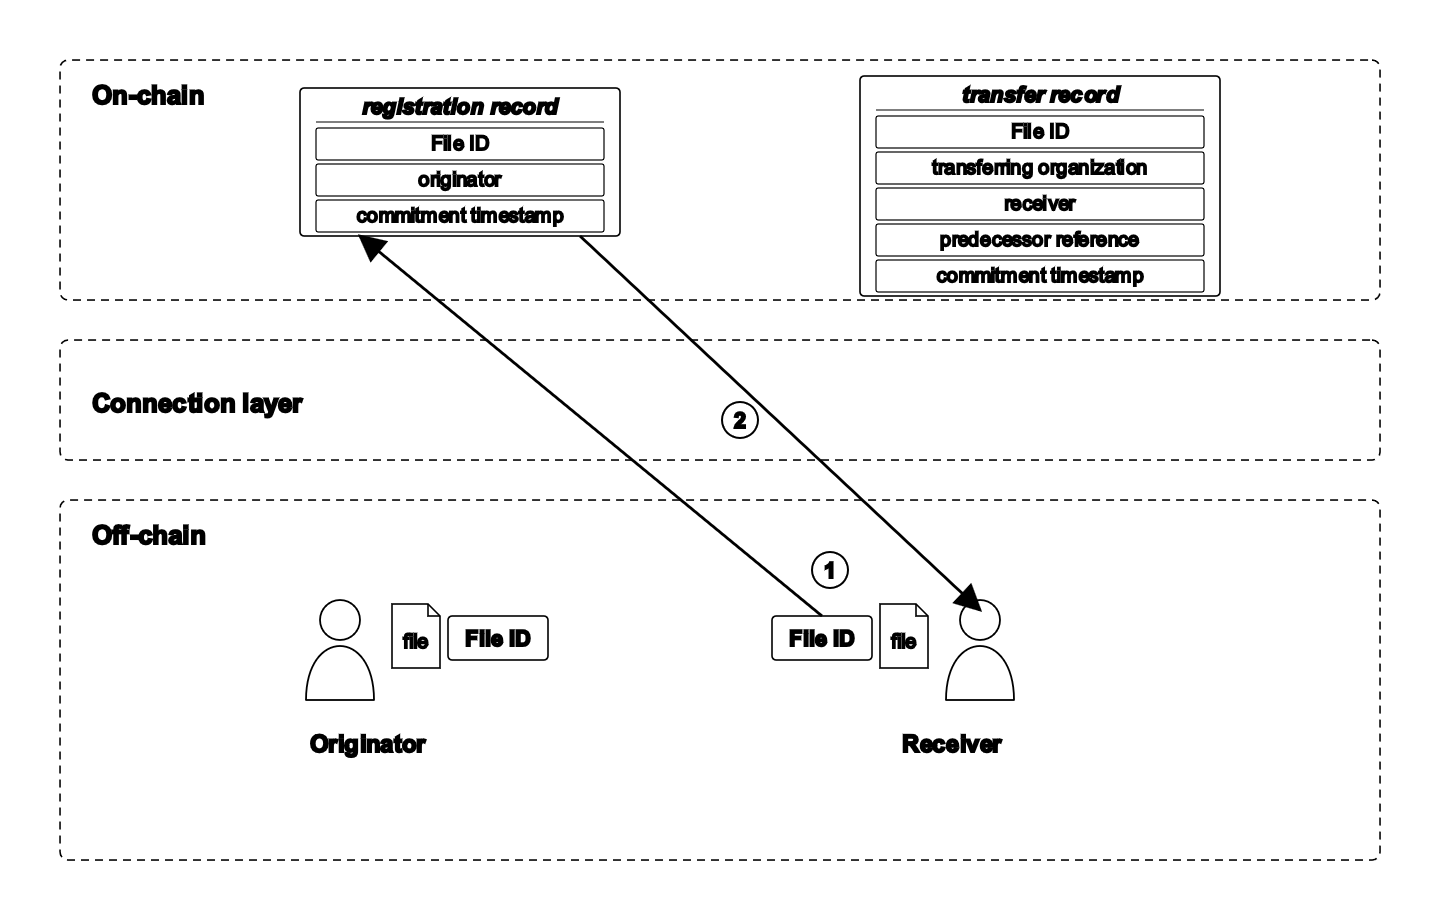 On-chain
registration record
File ID
originator
commitment timestamp
transfer record
File ID
transferring organization
receiver
predecessor reference
commitment timestamp
Connection layer
2
Off-chain
1
file
File ID
File ID
file
Originator
Receiver